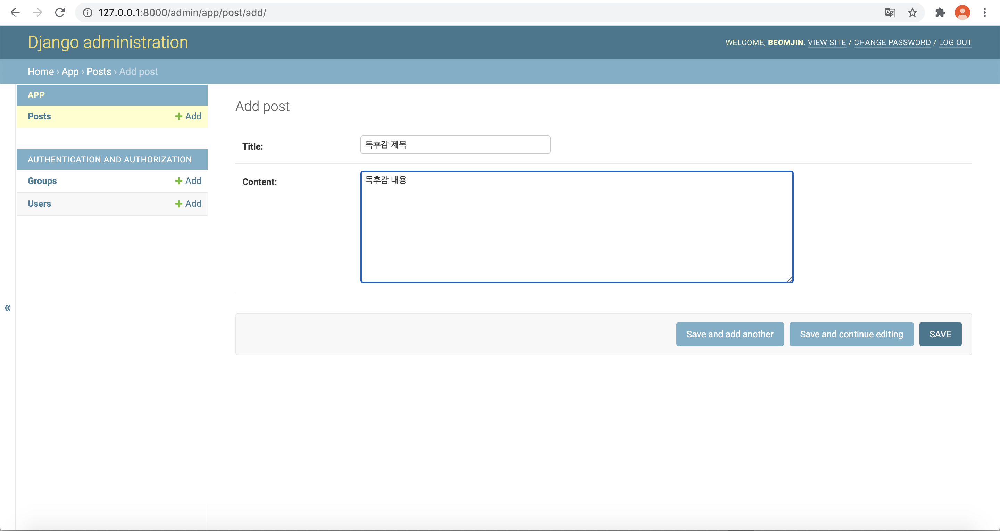 127.0.0.1:8000/admin/app/post/add/
Django administration
WELCOME, BEOMJIN. VIEW SITE / CHANGE PASSWORD / LOG OUT
Home › App › Posts › Add post
APP
Posts + Add
AUTHENTICATION AND AUTHORIZATION
Groups + Add
Users + Add
«
Add post
Title: 독후감 제목
Content: 독후감 내용
Save and add another Save and continue editing SAVE